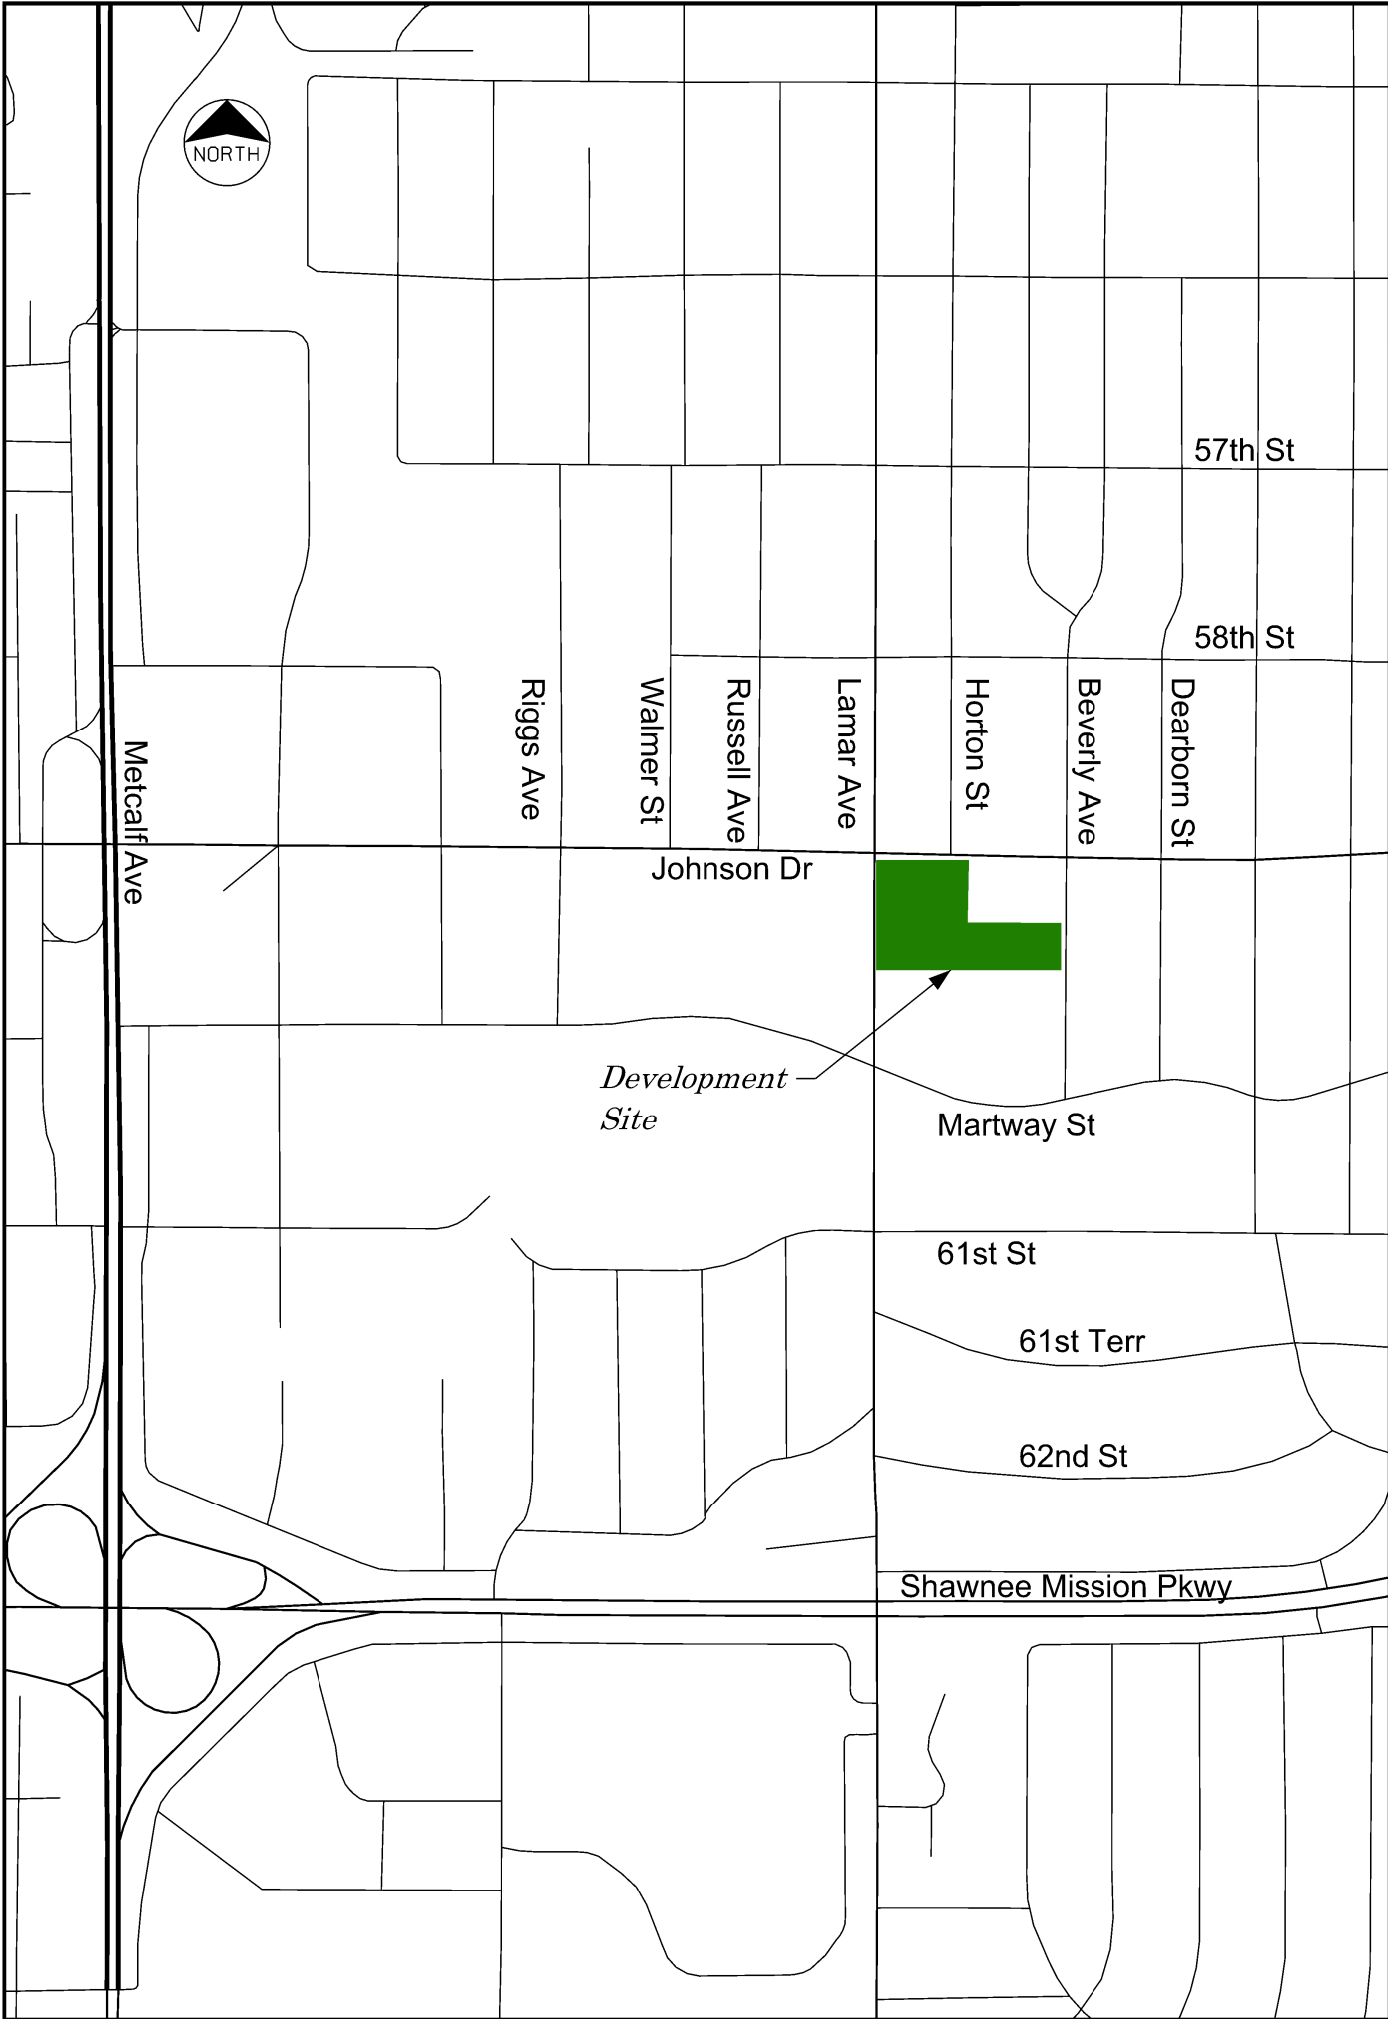 NORTH
57th St
58th St
Metcalf Ave
Riggs Ave
Walmer St
Russell Ave
Lamar Ave
Horton St
Beverly Ave
Dearborn St
Johnson Dr
Development
Site
Martway St
61st St
61st Terr
62nd St
Shawnee Mission Pkwy